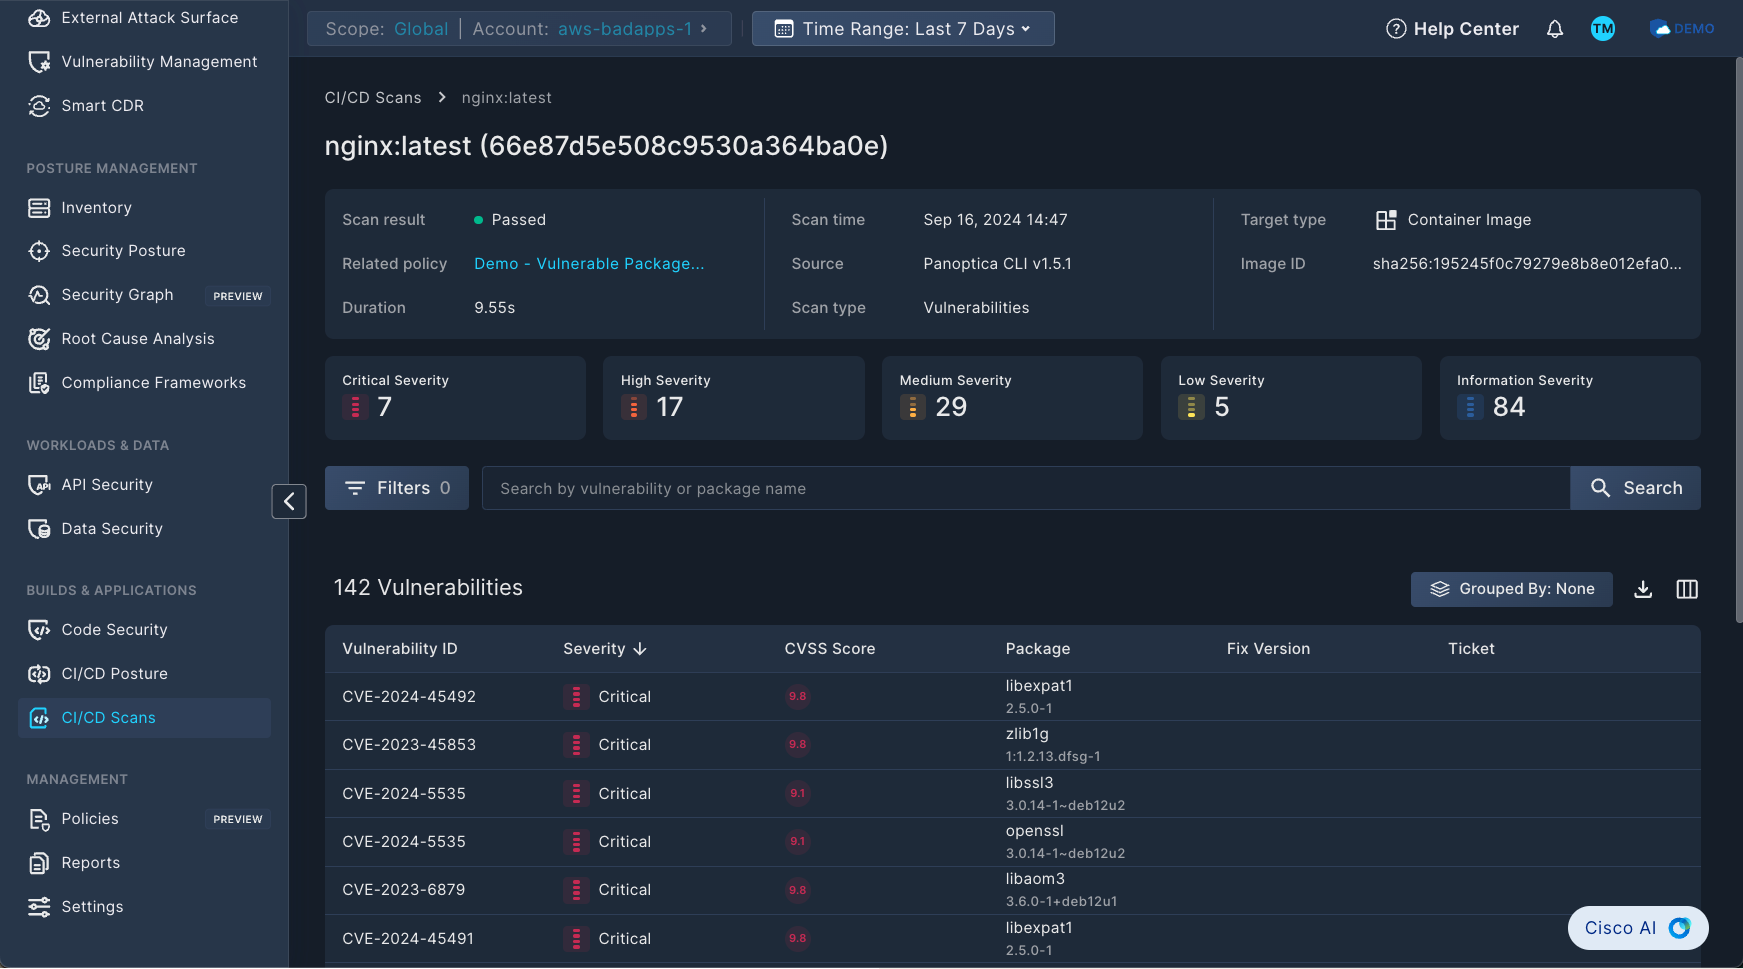 External Attack Surface
Vulnerability Management
Smart CDR
POSTURE MANAGEMENT
Inventory
Security Posture
Security Graph PREVIEW
Root Cause Analysis
Compliance Frameworks
WORKLOADS & DATA
API Security
Data Security
BUILDS & APPLICATIONS
Code Security
CI/CD Posture
CI/CD Scans
MANAGEMENT
Policies PREVIEW
Reports
Settings
Scope: Global | Account: aws-badapps-1 ›
Time Range: Last 7 Days
Help Center
TM
DEMO
CI/CD Scans > nginx:latest
nginx:latest (66e87d5e508c9530a364ba0e)
Scan result Passed
Related policy Demo - Vulnerable Package...
Duration 9.55s
Scan time Sep 16, 2024 14:47
Source Panoptica CLI v1.5.1
Scan type Vulnerabilities
Target type Container Image
Image ID sha256:195245f0c79279e8b8e012efa0...
Critical Severity
7
High Severity
17
Medium Severity
29
Low Severity
5
Information Severity
84
Filters 0
Search by vulnerability or package name
Search
142 Vulnerabilities
Grouped By: None
Vulnerability ID Severity CVSS Score Package Fix Version Ticket
CVE-2024-45492 Critical 9.8 libexpat1
2.5.0-1
CVE-2023-45853 Critical 9.8 zlib1g
1:1.2.13.dfsg-1
CVE-2024-5535 Critical 9.1 libssl3
3.0.14-1~deb12u2
CVE-2024-5535 Critical 9.1 openssl
3.0.14-1~deb12u2
CVE-2023-6879 Critical 9.8 libaom3
3.6.0-1+deb12u1
CVE-2024-45491 Critical 9.8 libexpat1
2.5.0-1
Cisco AI